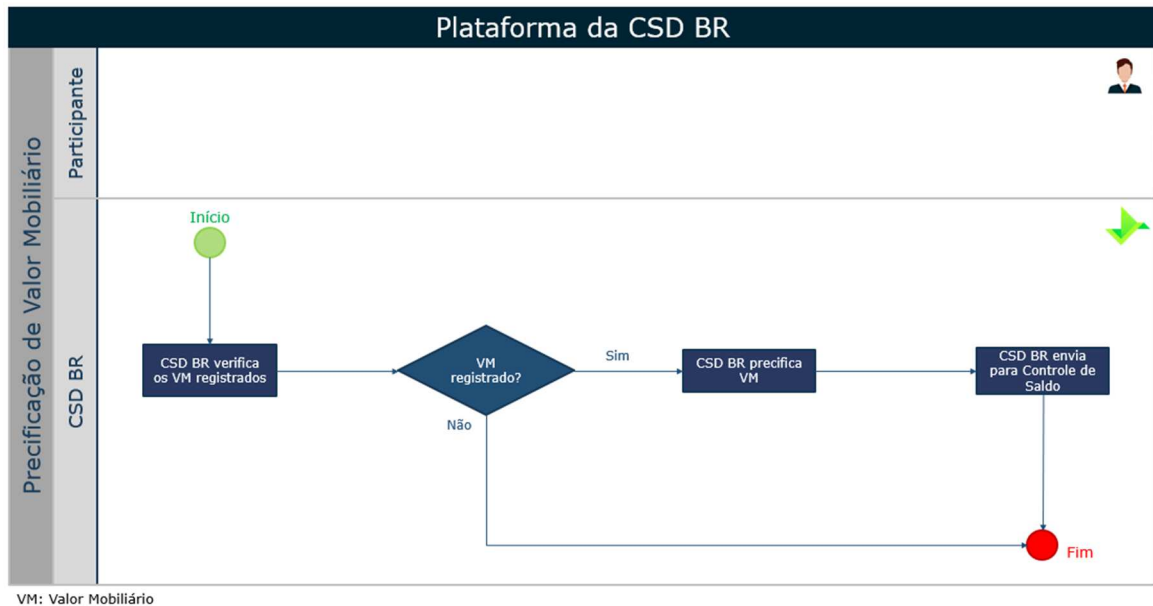 Plataforma da CSD BR
Precificação de Valor Mobiliário
Participante
CSD BR
Início
CSD BR verifica
os VM registrados
VM
registrado?
Sim
Não
CSD BR precifica
VM
CSD BR envia
para Controle de
Saldo
Fim
VM: Valor Mobiliário